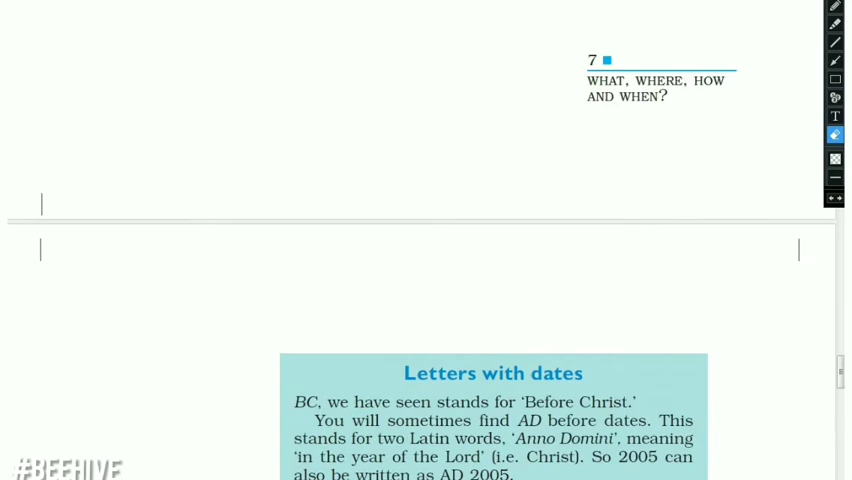 7
WHAT, WHERE, HOW
AND WHEN?
T
Letters with dates
BC, we have seen stands for ‘Before Christ.’
You will sometimes find AD before dates. This
stands for two Latin words, ‘Anno Domini’, meaning
‘in the year of the Lord’ (i.e. Christ). So 2005 can
also be written as AD 2005.
#BEEHIVE